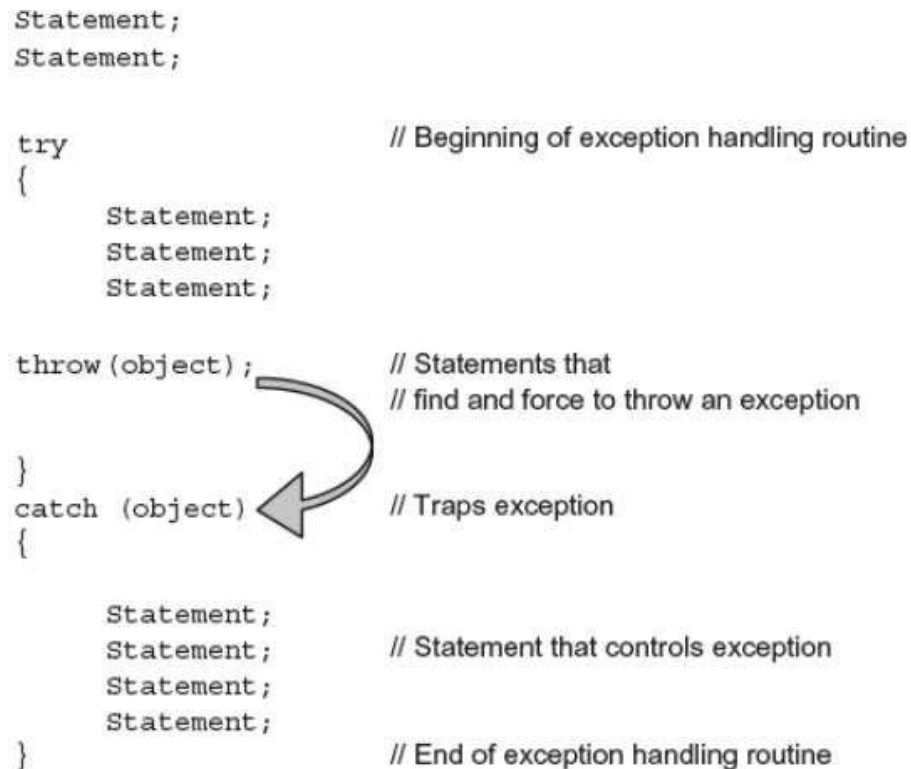 Statement;
Statement;
try // Beginning of exception handling routine
{
Statement;
Statement;
Statement;
throw(object); // Statements that
// find and force to throw an exception
}
catch (object) // Traps exception
{
Statement;
Statement; // Statement that controls exception
Statement;
Statement;
} // End of exception handling routine